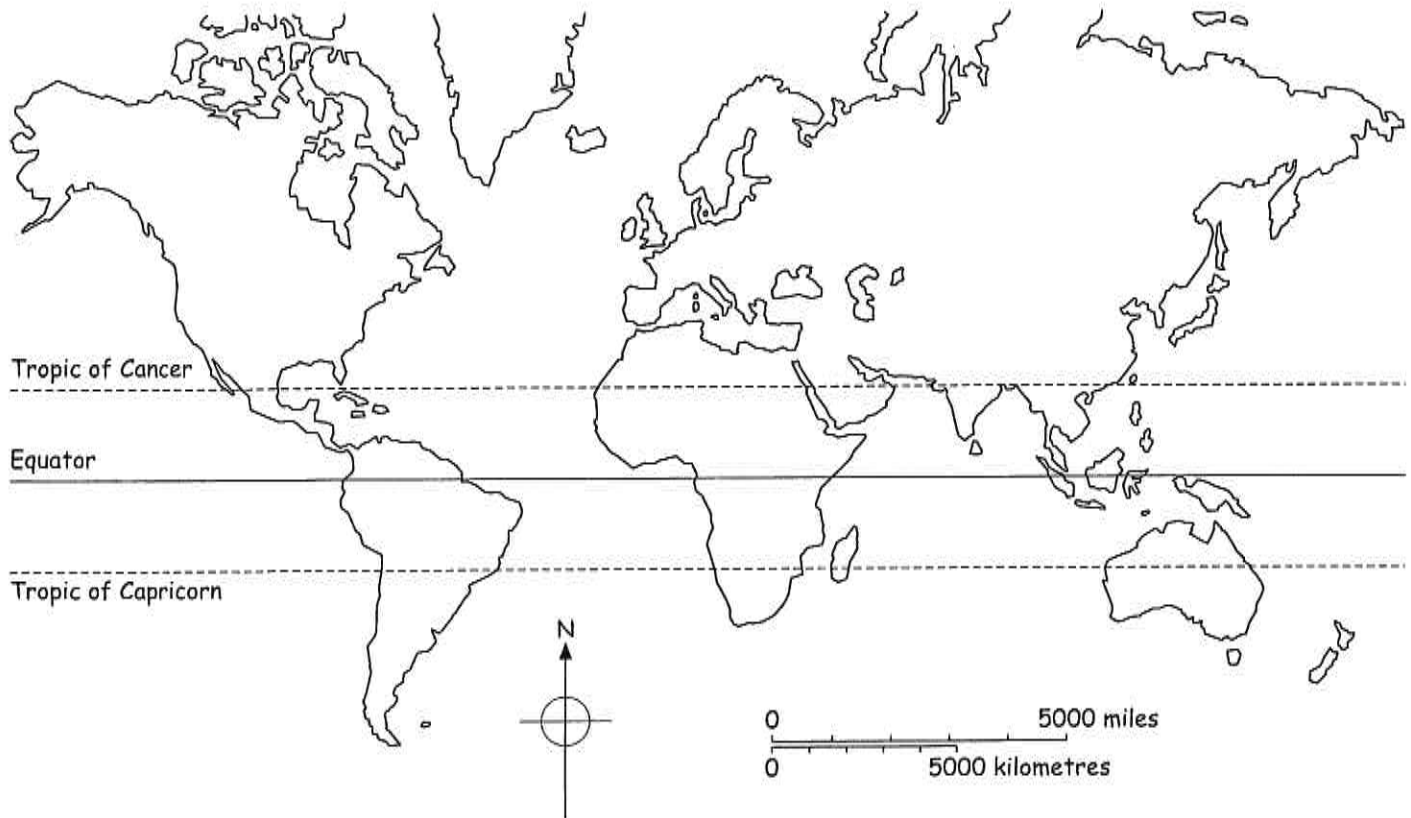 Tropic of Cancer
Equator
Tropic of Capricorn
N
0 5000 miles
0 5000 kilometres